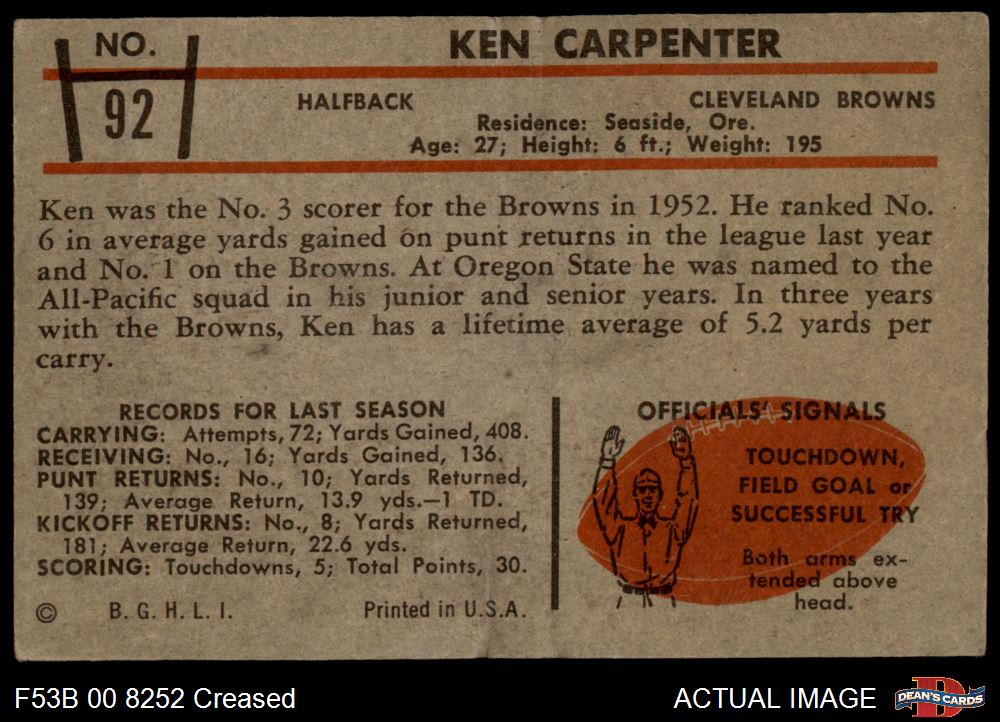 NO.
92
KEN CARPENTER
HALFBACK
CLEVELAND BROWNS
Residence: Seaside, Ore.
Age: 27; Height: 6 ft.; Weight: 195
Ken was the No. 3 scorer for the Browns in 1952. He ranked No.
6 in average yards gained on punt returns in the league last year
and No. 1 on the Browns. At Oregon State he was named to the
All-Pacific squad in his junior and senior years. In three years
with the Browns, Ken has a lifetime average of 5.2 yards per
carry.
RECORDS FOR LAST SEASON
CARRYING: Attempts, 72; Yards Gained, 408.
RECEIVING: No., 16; Yards Gained, 136.
PUNT RETURNS: No., 10; Yards Returned,
139; Average Return, 13.9 yds.—1 TD.
KICKOFF RETURNS: No., 8; Yards Returned,
181; Average Return, 22.6 yds.
SCORING: Touchdowns, 5; Total Points, 30.
© B. G. H. L. I. Printed in U.S.A.
OFFICIALS' SIGNALS
TOUCHDOWN,
FIELD GOAL or
SUCCESSFUL TRY
Both arms ex-
tended above
head.
F53B 00 8252 Creased
ACTUAL IMAGE
D
DEAN'S CARDS